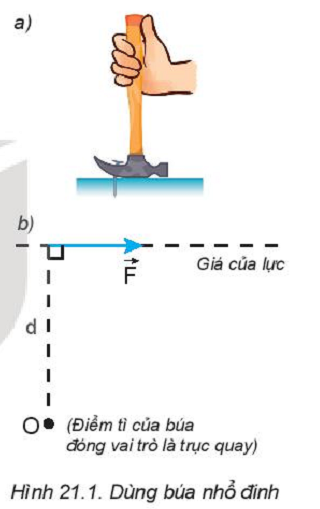 a)
b)
Giá của lực
F
d
O (Điểm tì của búa
đóng vai trò là trục quay)
Hình 21.1. Dùng búa nhổ đinh